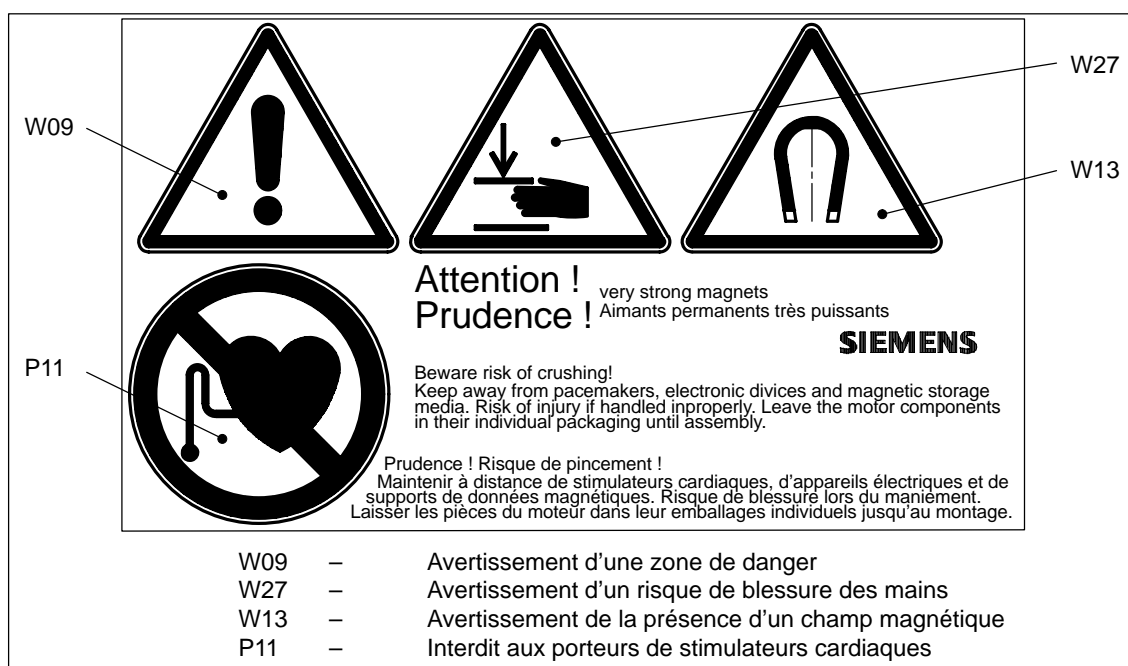 W09
W27
W13
Attention !
Prudence !
very strong magnets
Aimants permanents très puissants
SIEMENS
P11
Beware risk of crushing!
Keep away from pacemakers, electronic divices and magnetic storage
media. Risk of injury if handled inproperly. Leave the motor components
in their individual packaging until assembly.
Prudence ! Risque de pincement !
Maintenir à distance de stimulateurs cardiaques, d’appareils électriques et de
supports de données magnétiques. Risque de blessure lors du maniement.
Laisser les pièces du moteur dans leur emballages individuels jusqu’au montage.
W09 – Avertissement d’une zone de danger
W27 – Avertissement d’un risque de blessure des mains
W13 – Avertissement de la présence d’un champ magnétique
P11 – Interdit aux porteurs de stimulateurs cardiaques